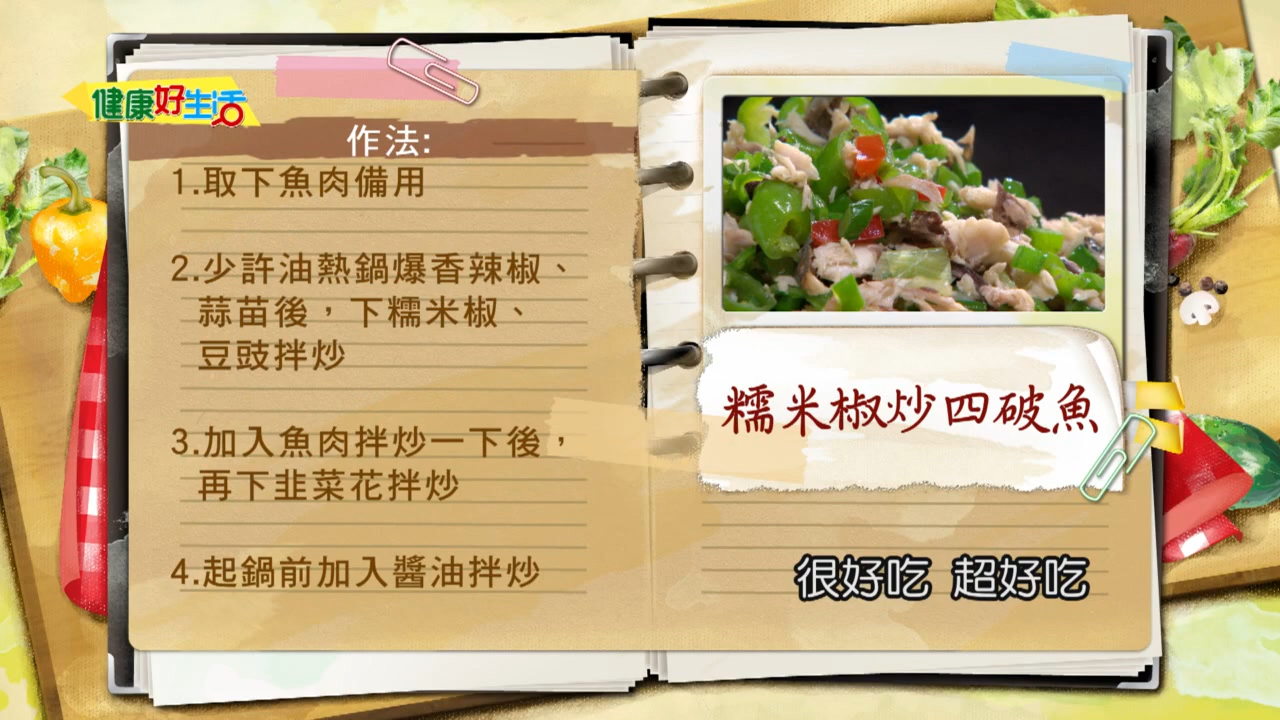 健康好生活
作法:
1.取下魚肉備用
2.少許油熱鍋爆香辣椒、
蒜苗後，下糯米椒、
豆豉拌炒
3.加入魚肉拌炒一下後，
再下韭菜花拌炒
4.起鍋前加入醬油拌炒
糯米椒炒四破魚
很好吃 超好吃